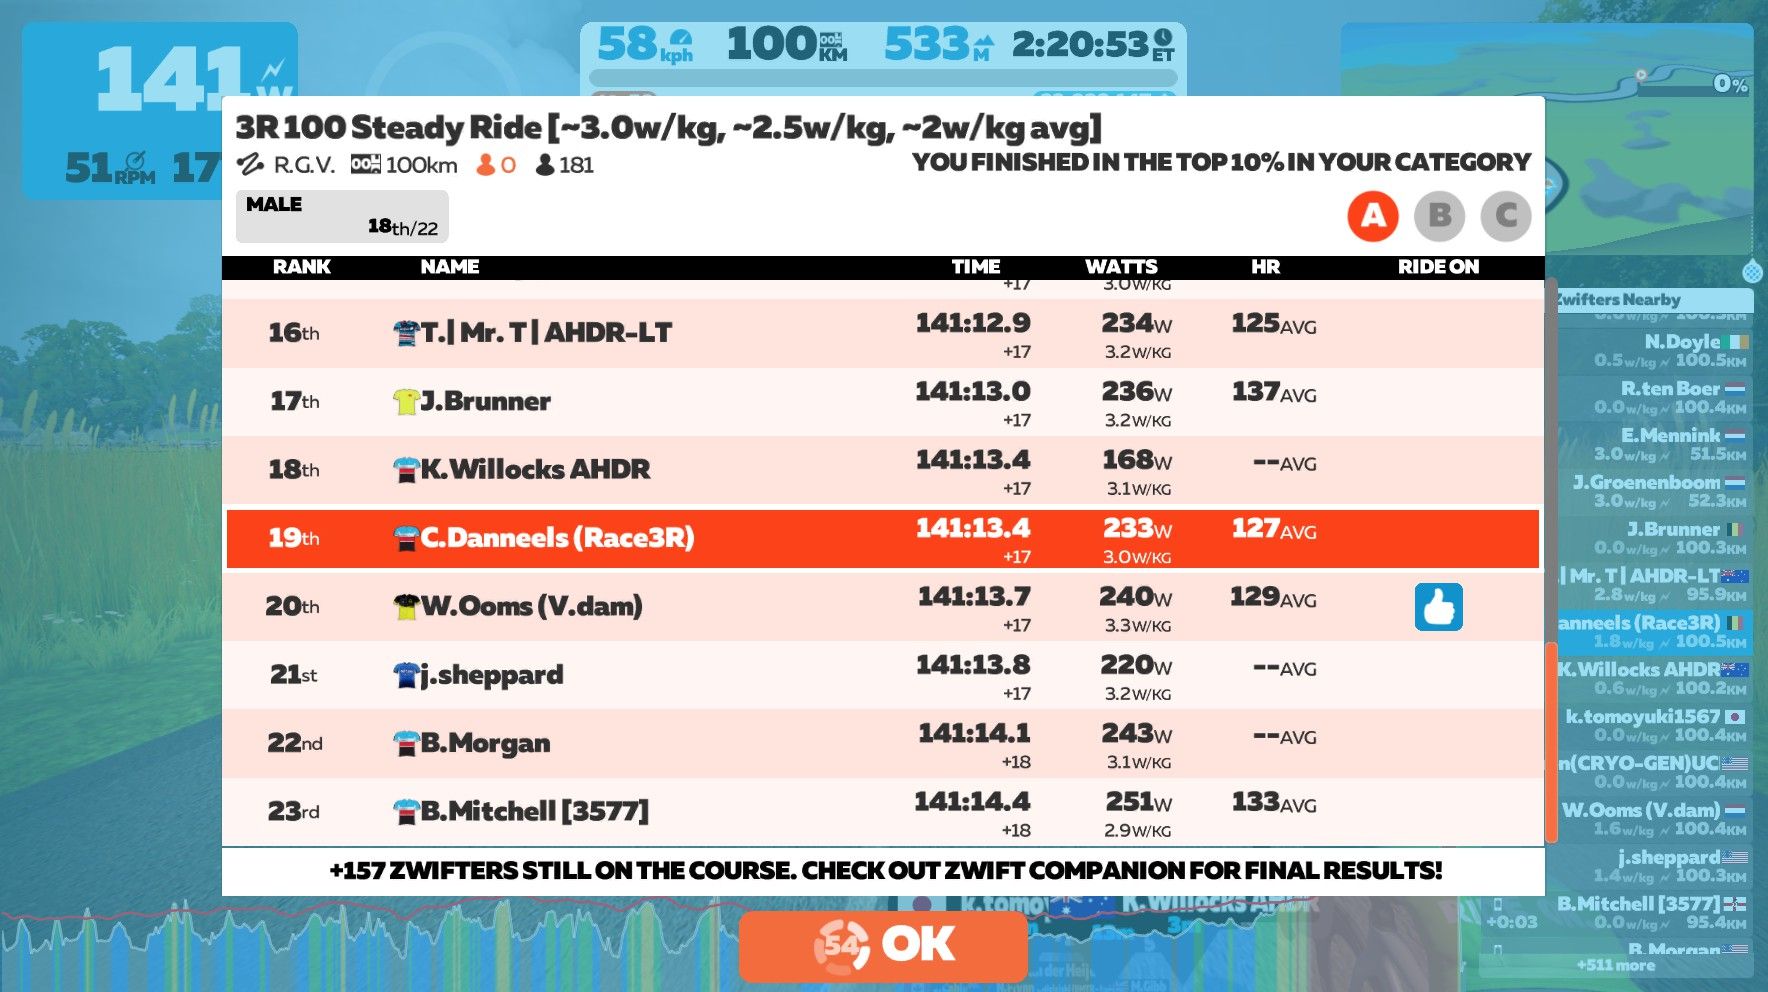 141W
51RPM 17
58kph 100KM 533M 2:20:53ET
0%
3R 100 Steady Ride [~3.0w/kg, ~2.5w/kg, ~2w/kg avg]
R.G.V. 100km 0 181
YOU FINISHED IN THE TOP 10% IN YOUR CATEGORY
MALE
18th/22
A B C
RANK NAME TIME WATTS HR RIDE ON
+17 3.0W/KG
16th T.| Mr. T | AHDR-LT 141:12.9 234W 125AVG
+17 3.2W/KG
17th J.Brunner 141:13.0 236W 137AVG
+17 3.2W/KG
18th K.Willocks AHDR 141:13.4 168W --AVG
+17 3.1W/KG
19th C.Danneels (Race3R) 141:13.4 233W 127AVG
+17 3.0W/KG
20th W.Ooms (V.dam) 141:13.7 240W 129AVG
+17 3.3W/KG
21st j.sheppard 141:13.8 220W --AVG
+17 3.2W/KG
22nd B.Morgan 141:14.1 243W --AVG
+18 3.1W/KG
23rd B.Mitchell [3577] 141:14.4 251W 133AVG
+18 2.9W/KG
+157 ZWIFTERS STILL ON THE COURSE. CHECK OUT ZWIFT COMPANION FOR FINAL RESULTS!
54 OK
Zwifters Nearby
N.Doyle
0.5w/kg 100.5KM
R.ten Boer
0.0w/kg 100.4KM
E.Mennink
3.0w/kg 51.5KM
J.Groenenboom
3.0w/kg 52.3KM
J.Brunner
0.0w/kg 100.3KM
| Mr. T | AHDR-LT
2.8w/kg 95.9KM
anneels (Race3R)
1.8w/kg 100.5KM
K.Willocks AHDR
0.6w/kg 100.2KM
k.tomoyuki1567
0.0w/kg 100.4KM
n(CRYO-GEN)UC
0.0w/kg 100.4KM
W.Ooms (V.dam)
1.6w/kg 100.4KM
j.sheppard
1.4w/kg 100.3KM
B.Mitchell [3577]
+0:03 0.0w/kg 95.4KM
B.Morgan
+511 more
k.tomo K.Willocks AHDR